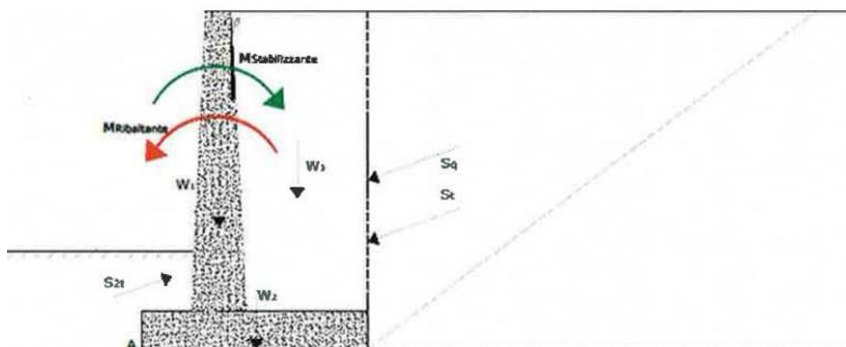 MStabilizzante
MRibaltante
W₃
Sq
W₁
St
S2t
W₂
A